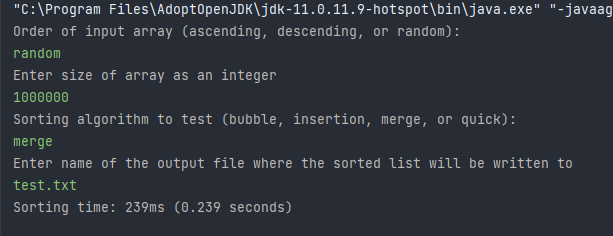 "C:\Program Files\AdoptOpenJDK\jdk-11.0.11.9-hotspot\bin\java.exe" "-javaag
Order of input array (ascending, descending, or random):
random
Enter size of array as an integer
1000000
Sorting algorithm to test (bubble, insertion, merge, or quick):
merge
Enter name of the output file where the sorted list will be written to
test.txt
Sorting time: 239ms (0.239 seconds)